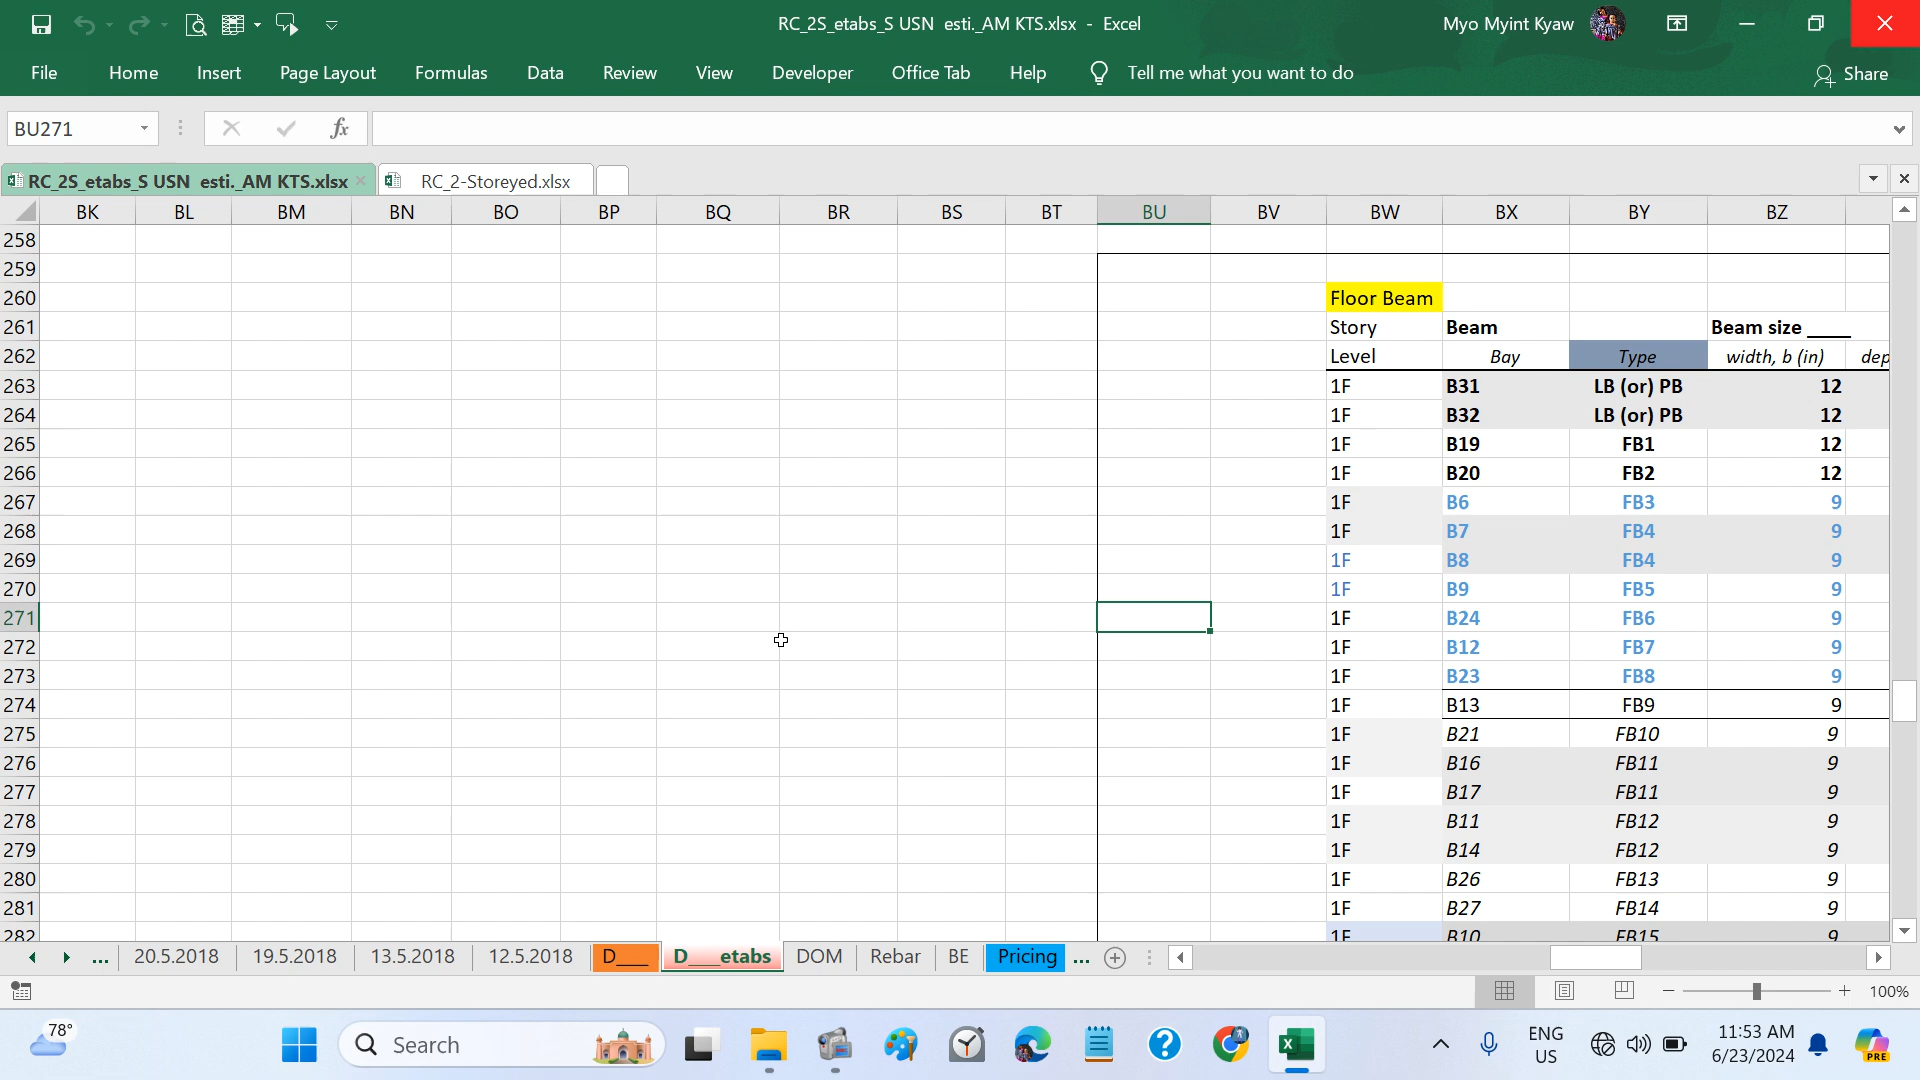 RC_2S_etabs_S USN  esti._AM KTS.xlsx  -  Excel
Myo Myint Kyaw
File Home Insert Page Layout Formulas Data Review View Developer Office Tab Help Tell me what you want to do Share
BU271 fx
RC_2S_etabs_S USN  esti._AM KTS.xlsx RC_2-Storeyed.xlsx
BK BL BM BN BO BP BQ BR BS BT BU BV BW BX BY BZ
258
259
260 Floor Beam
261 Story Beam Beam size ____
262 Level Bay Type width, b (in) dep
263 1F B31 LB (or) PB 12
264 1F B32 LB (or) PB 12
265 1F B19 FB1 12
266 1F B20 FB2 12
267 1F B6 FB3 9
268 1F B7 FB4 9
269 1F B8 FB4 9
270 1F B9 FB5 9
271 1F B24 FB6 9
272 1F B12 FB7 9
273 1F B23 FB8 9
274 1F B13 FB9 9
275 1F B21 FB10 9
276 1F B16 FB11 9
277 1F B17 FB11 9
278 1F B11 FB12 9
279 1F B14 FB12 9
280 1F B26 FB13 9
281 1F B27 FB14 9
282 1F B10 FB15 9
... 20.5.2018 19.5.2018 13.5.2018 12.5.2018 D___ D___etabs DOM Rebar BE Pricing ...
100%
78° Search ENG 11:53 AM
US 6/23/2024 PRE